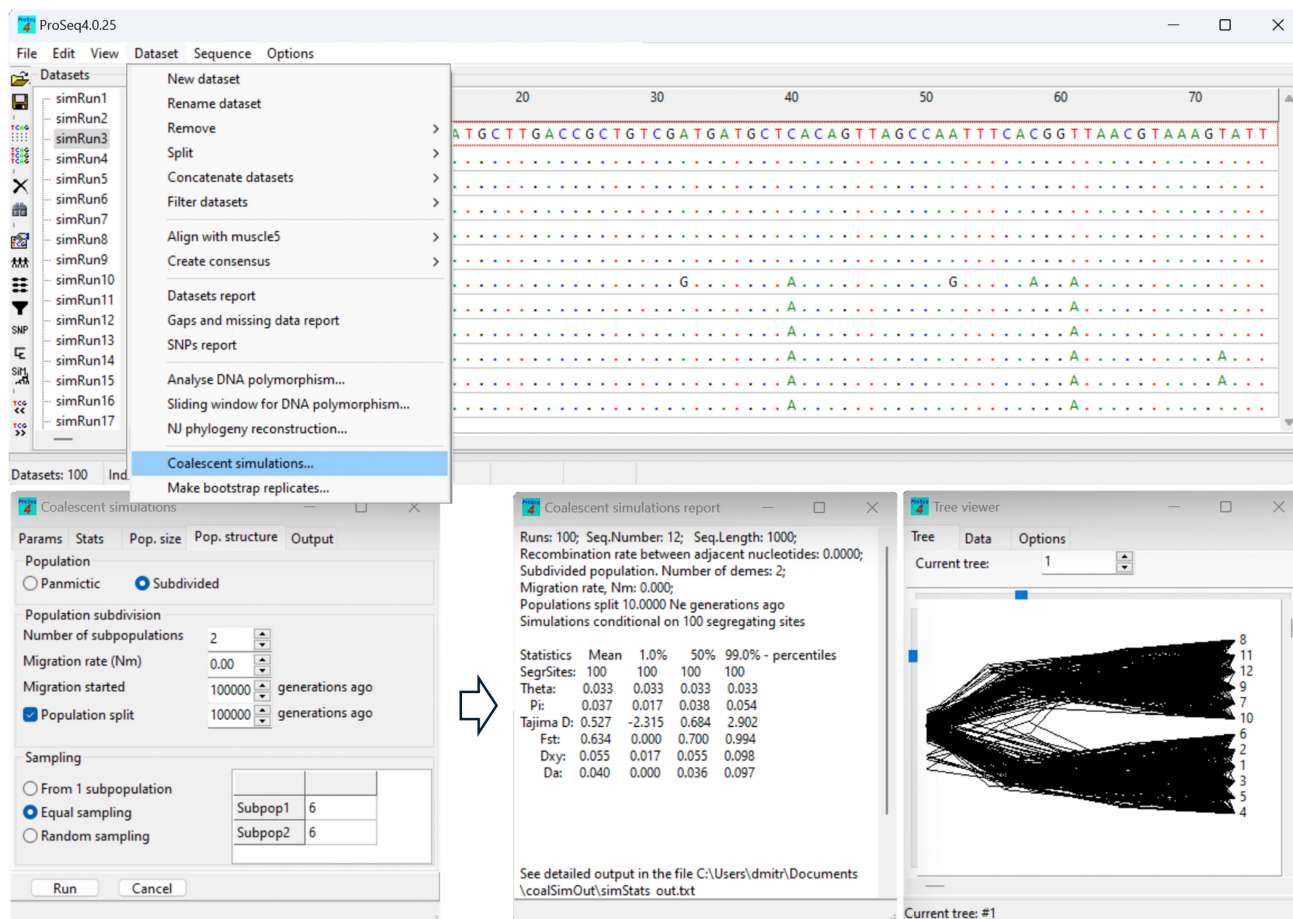 ProSeq4.0.25
File Edit View Dataset Sequence Options
Datasets
simRun1
simRun2
simRun3
simRun4
simRun5
simRun6
simRun7
simRun8
simRun9
simRun10
simRun11
simRun12
simRun13
simRun14
simRun15
simRun16
simRun17
SNP
New dataset
Rename dataset
Remove
Split
Concatenate datasets
Filter datasets
Align with muscle5
Create consensus
Datasets report
Gaps and missing data report
SNPs report
Analyse DNA polymorphism...
Sliding window for DNA polymorphism...
NJ phylogeny reconstruction...
Coalescent simulations...
Make bootstrap replicates...
20 30 40 50 60 70
ATGCTTGACCGCTGTCGATGATGCTCACAGTTAGCCAATTTCACGGTTAACGTAAAGTATT
G A G A A
A A
A A
A A A
A A A
A A
Datasets: 100 Ind
Coalescent simulations
Params Stats Pop. size Pop. structure Output
Population
Panmictic Subdivided
Population subdivision
Number of subpopulations 2
Migration rate (Nm) 0.00
Migration started 100000 generations ago
Population split 100000 generations ago
Sampling
From 1 subpopulation
Equal sampling
Random sampling
Subpop1 6
Subpop2 6
Run Cancel
Coalescent simulations report
Runs: 100; Seq.Number: 12; Seq.Length: 1000;
Recombination rate between adjacent nucleotides: 0.0000;
Subdivided population. Number of demes: 2;
Migration rate, Nm: 0.000;
Populations split 10.0000 Ne generations ago
Simulations conditional on 100 segregating sites
Statistics Mean 1.0% 50% 99.0% - percentiles
SegrSites: 100 100 100 100
Theta: 0.033 0.033 0.033 0.033
Pi: 0.037 0.017 0.038 0.054
Tajima D: 0.527 -2.315 0.684 2.902
Fst: 0.634 0.000 0.700 0.994
Dxy: 0.055 0.017 0.055 0.098
Da: 0.040 0.000 0.036 0.097
See detailed output in the file C:\Users\dmitr\Documents
\coalSimOut\simStats_out.txt
Tree viewer
Tree Data Options
Current tree: 1
8
11
12
9
7
10
6
2
1
3
5
4
Current tree: #1